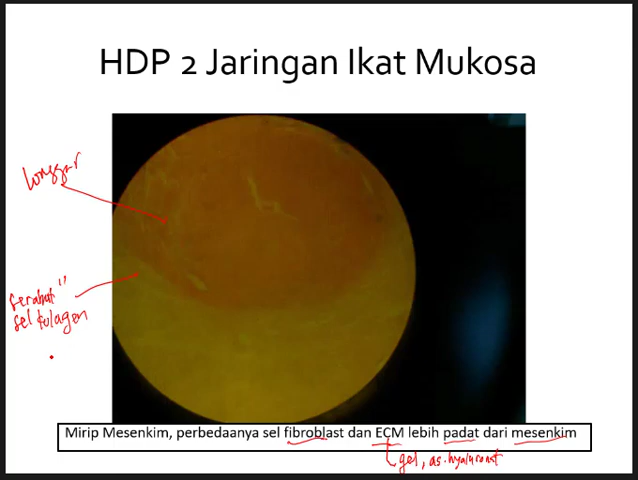 HDP 2 Jaringan Ikat Mukosa
longgar
serabut"
sel kolagen
Mirip Mesenkim, perbedaanya sel fibroblast dan ECM lebih padat dari mesenkim
gel, as.hyaluronat